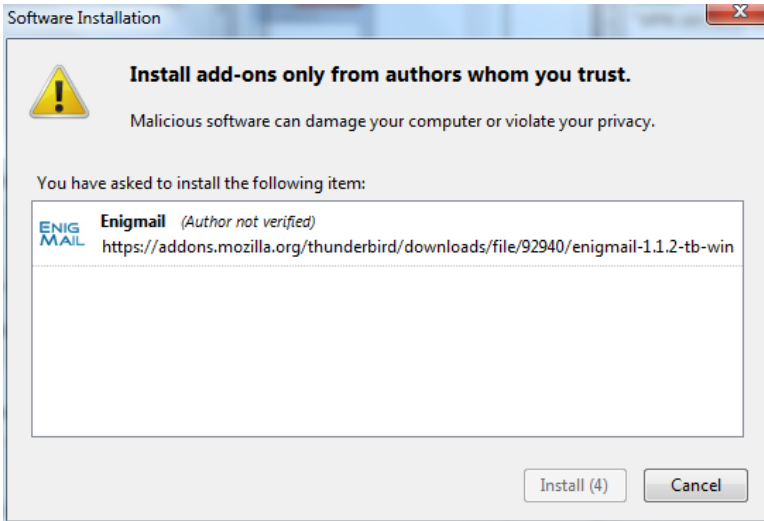 Software Installation
Install add-ons only from authors whom you trust.
Malicious software can damage your computer or violate your privacy.
You have asked to install the following item:
ENIG
MAIL
Enigmail (Author not verified)
https://addons.mozilla.org/thunderbird/downloads/file/92940/enigmail-1.1.2-tb-win
Install (4)
Cancel